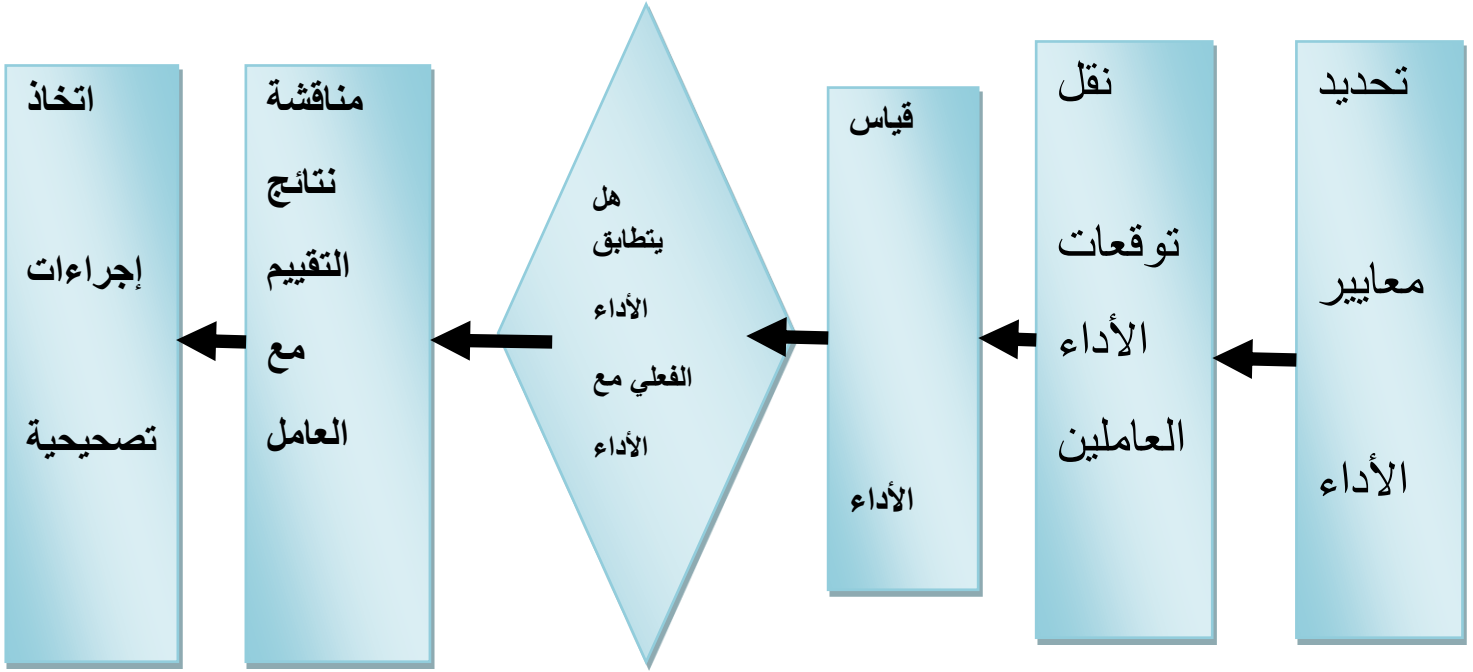 تحديد
معايير
الأداء
نقل
توقعات
الأداء
العاملين
قياس
الأداء
هل
يتطابق
الأداء
الفعلي مع
الأداء
مناقشة
نتائج
التقييم
مع
العامل
اتخاذ
إجراءات
تصحيحية